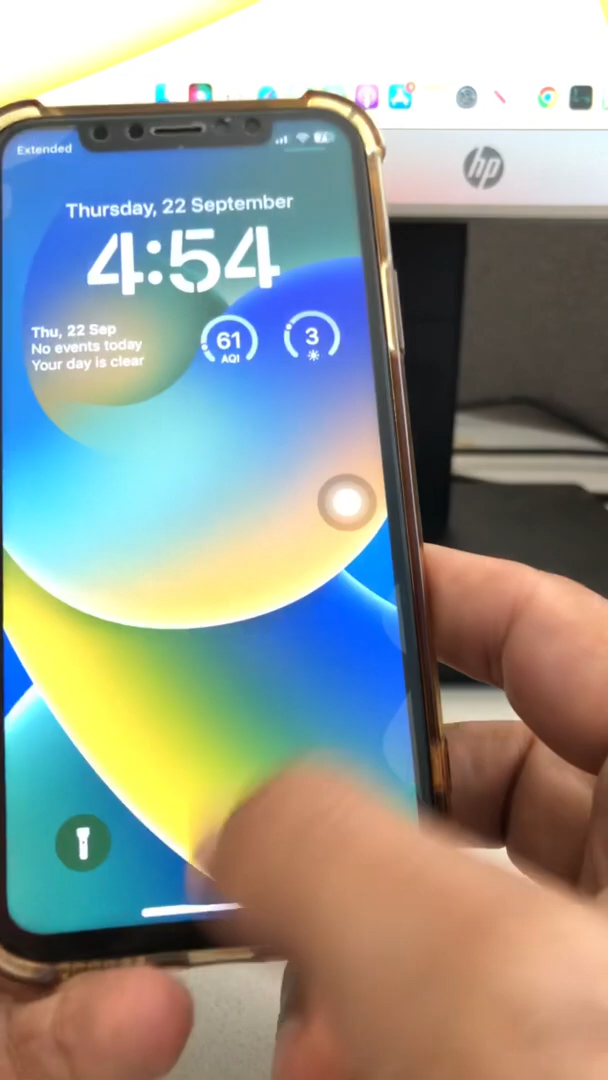 hp
Extended
Thursday, 22 September
4:54
Thu, 22 Sep
No events today
Your day is clear
61
AQI
3